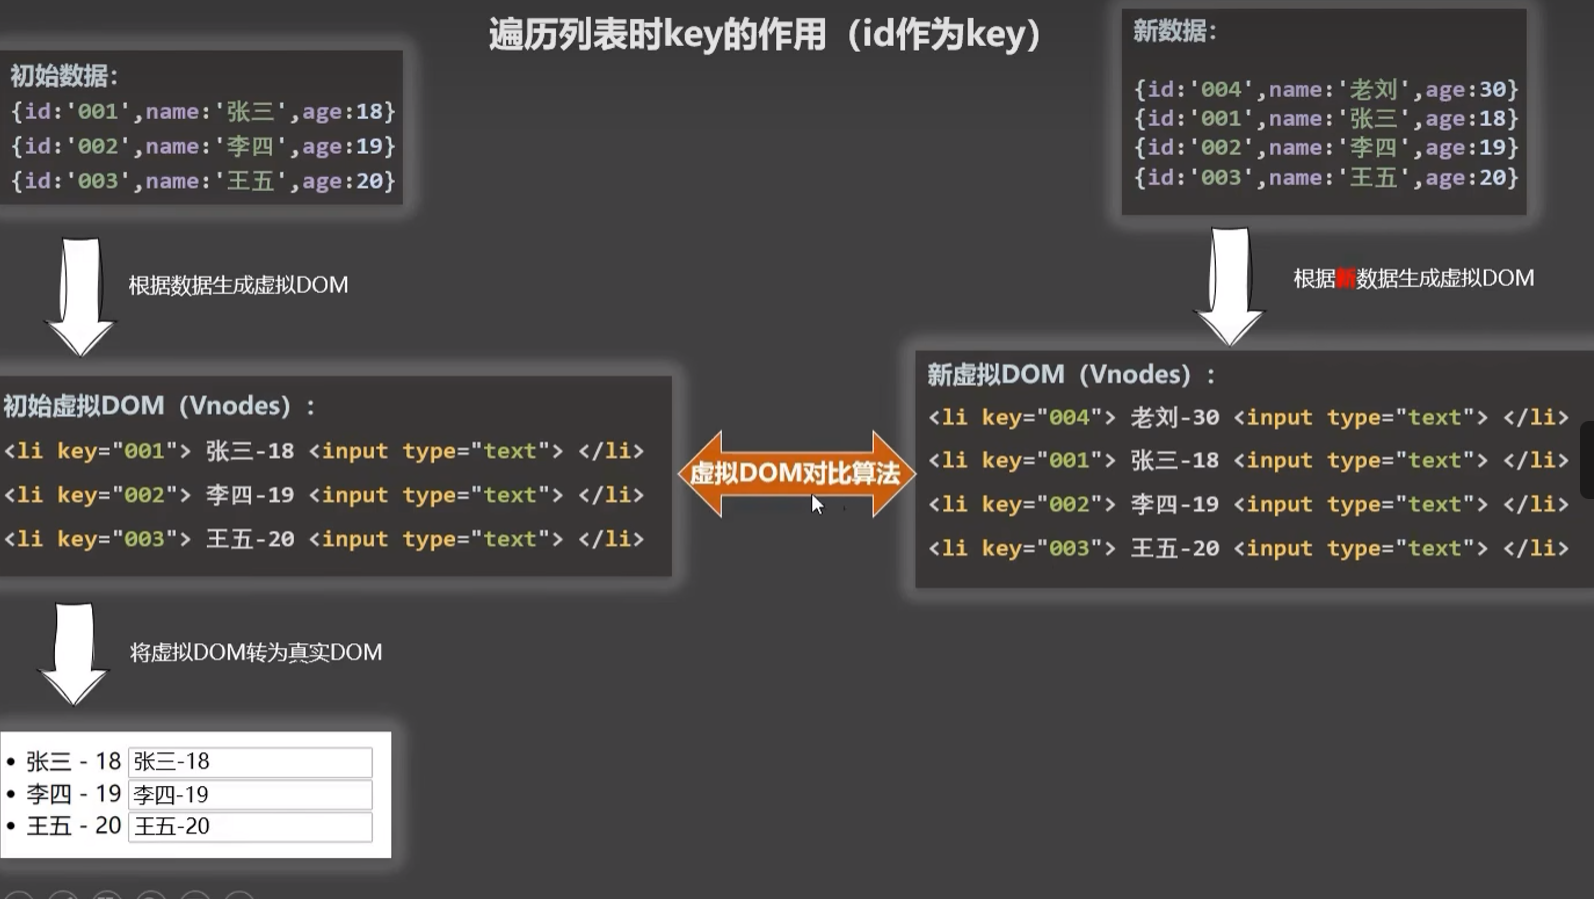 遍历列表时key的作用（id作为key）
初始数据：
{id:'001',name:'张三',age:18}
{id:'002',name:'李四',age:19}
{id:'003',name:'王五',age:20}
根据数据生成虚拟DOM
初始虚拟DOM（Vnodes）：
<li key="001"> 张三-18 <input type="text"> </li>
<li key="002"> 李四-19 <input type="text"> </li>
<li key="003"> 王五-20 <input type="text"> </li>
将虚拟DOM转为真实DOM
• 张三 - 18 张三-18
• 李四 - 19 李四-19
• 王五 - 20 王五-20
虚拟DOM对比算法
新数据：
{id:'004',name:'老刘',age:30}
{id:'001',name:'张三',age:18}
{id:'002',name:'李四',age:19}
{id:'003',name:'王五',age:20}
根据新数据生成虚拟DOM
新虚拟DOM（Vnodes）：
<li key="004"> 老刘-30 <input type="text"> </li>
<li key="001"> 张三-18 <input type="text"> </li>
<li key="002"> 李四-19 <input type="text"> </li>
<li key="003"> 王五-20 <input type="text"> </li>